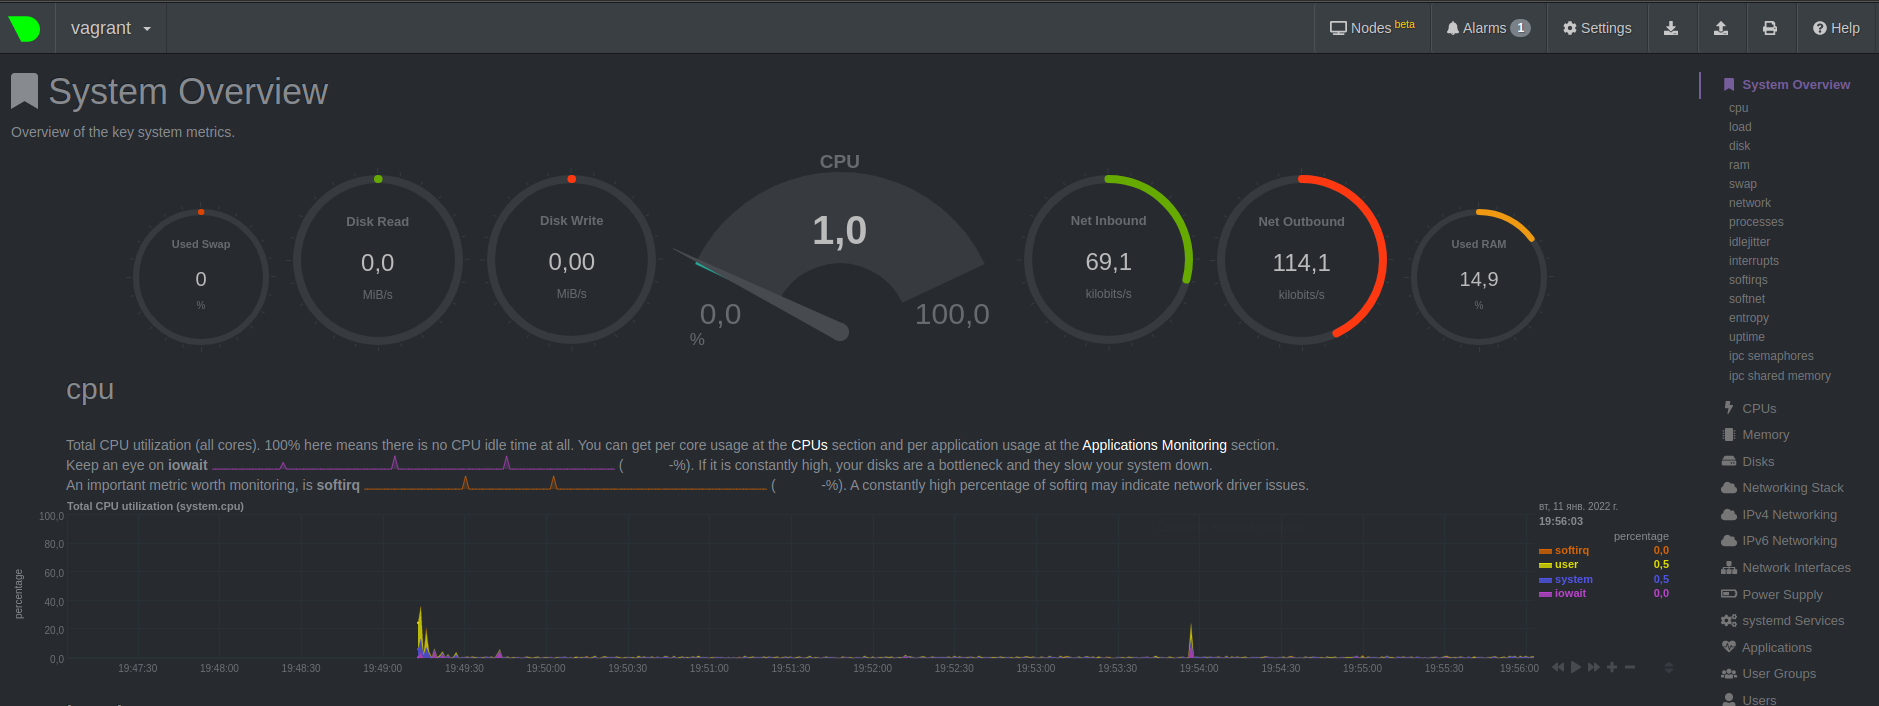 vagrant
Nodes beta
Alarms 1
Settings
Help
System Overview
Overview of the key system metrics.
Used Swap
0
%
Disk Read
0,0
MiB/s
Disk Write
0,00
MiB/s
CPU
1,0
0,0
100,0
%
Net Inbound
69,1
kilobits/s
Net Outbound
114,1
kilobits/s
Used RAM
14,9
%
cpu
Total CPU utilization (all cores). 100% here means there is no CPU idle time at all. You can get per core usage at the CPUs section and per application usage at the Applications Monitoring section.
Keep an eye on iowait ( -%). If it is constantly high, your disks are a bottleneck and they slow your system down.
An important metric worth monitoring, is softirq ( -%). A constantly high percentage of softirq may indicate network driver issues.
Total CPU utilization (system.cpu)
percentage
100,0
80,0
60,0
40,0
20,0
0,0
19:47:30 19:48:00 19:48:30 19:49:00 19:49:30 19:50:00 19:50:30 19:51:00 19:51:30 19:52:00 19:52:30 19:53:00 19:53:30 19:54:00 19:54:30 19:55:00 19:55:30 19:56:00
вт, 11 янв. 2022 г.
19:56:03
percentage
softirq 0,0
user 0,5
system 0,5
iowait 0,0
System Overview
cpu
load
disk
ram
swap
network
processes
idlejitter
interrupts
softirqs
softnet
entropy
uptime
ipc semaphores
ipc shared memory
CPUs
Memory
Disks
Networking Stack
IPv4 Networking
IPv6 Networking
Network Interfaces
Power Supply
systemd Services
Applications
User Groups
Users